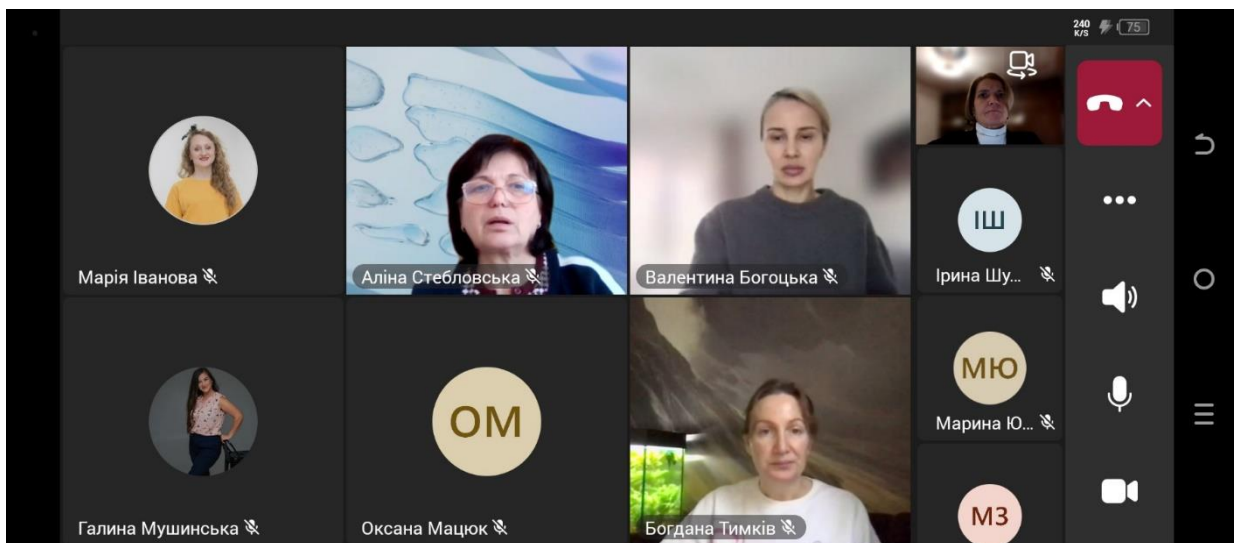 240
K/S
75
Марія Іванова
Аліна Стебловська
Валентина Богоцька
ІШ
Ірина Шу...
МЮ
Марина Ю...
Галина Мушинська
ОМ
Оксана Мацюк
Богдана Тимків
МЗ